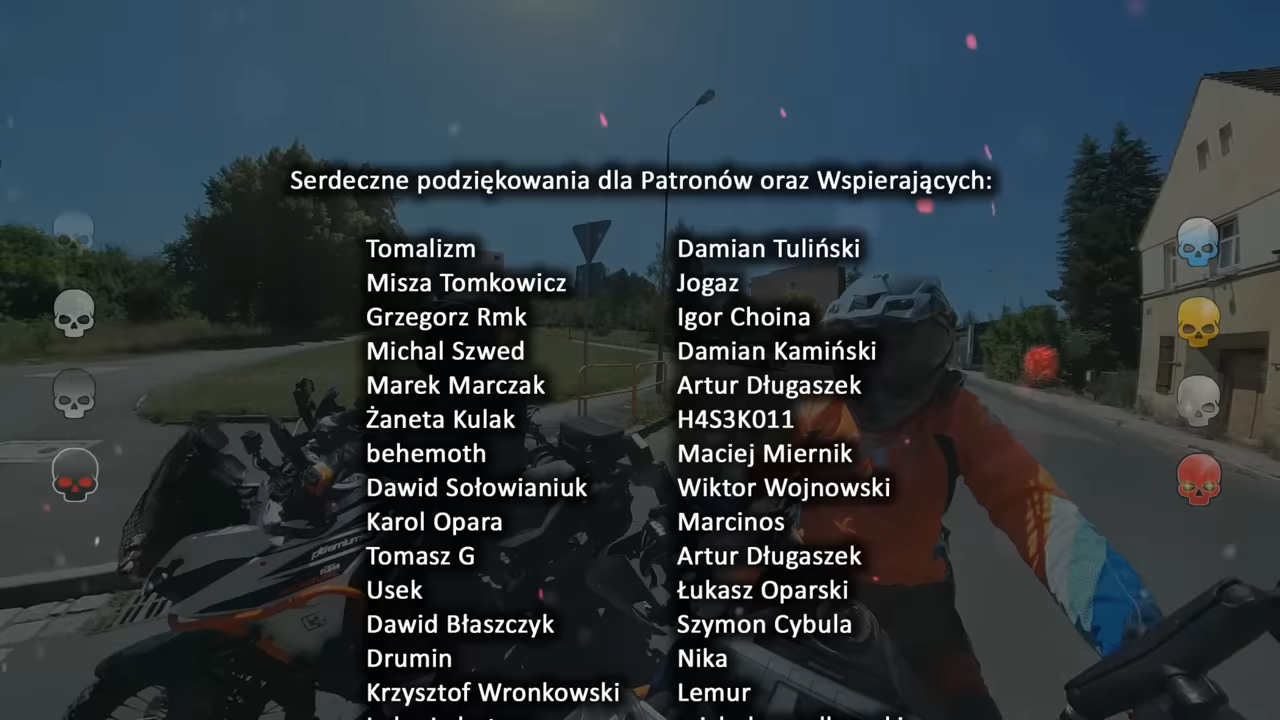 Serdeczne podziękowania dla Patronów oraz Wspierających:
Tomalizm
Misza Tomkowicz
Grzegorz Rmk
Michal Szwed
Marek Marczak
Żaneta Kulak
behemoth
Dawid Sołowianiuk
Karol Opara
Tomasz G
Usek
Dawid Błaszczyk
Drumin
Krzysztof Wronkowski
Damian Tuliński
Jogaz
Igor Choina
Damian Kamiński
Artur Długaszek
H4S3K011
Maciej Miernik
Wiktor Wojnowski
Marcinos
Artur Długaszek
Łukasz Oparski
Szymon Cybula
Nika
Lemur
KTM